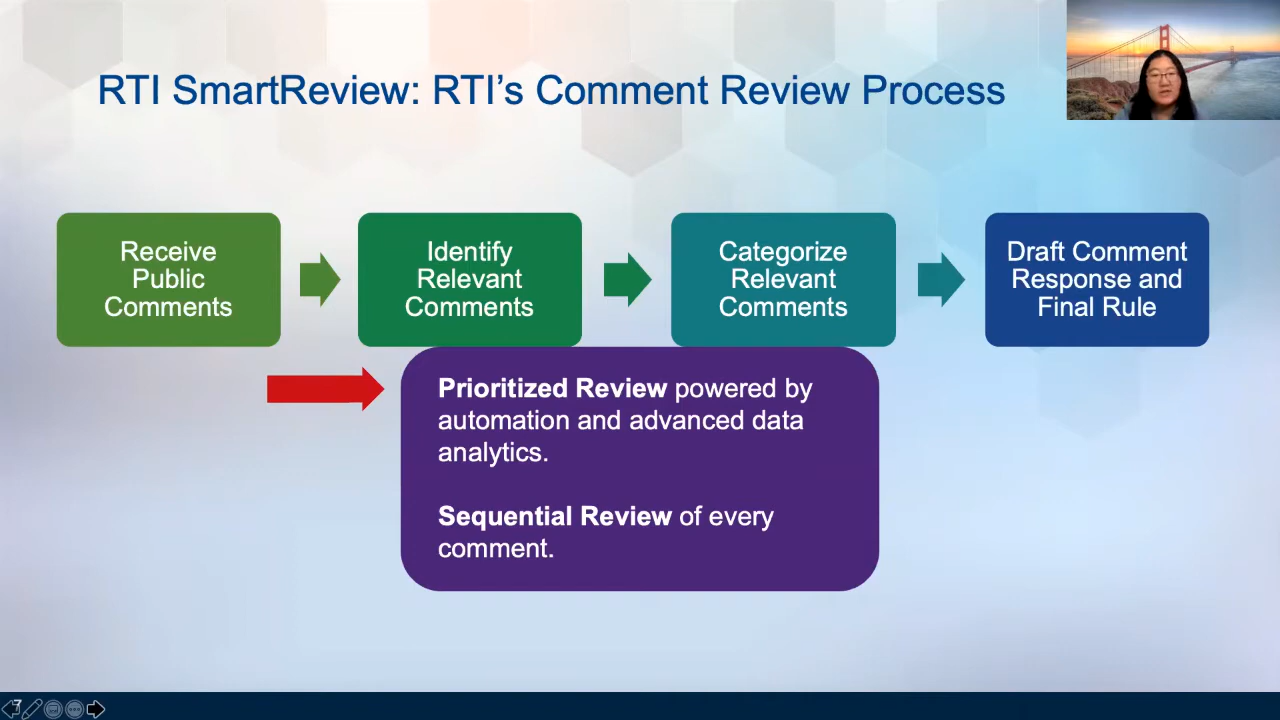 RTI SmartReview: RTI's Comment Review Process
Receive
Public
Comments
Identify
Relevant
Comments
Categorize
Relevant
Comments
Draft Comment
Response and
Final Rule
Prioritized Review powered by
automation and advanced data
analytics.
Sequential Review of every
comment.
7